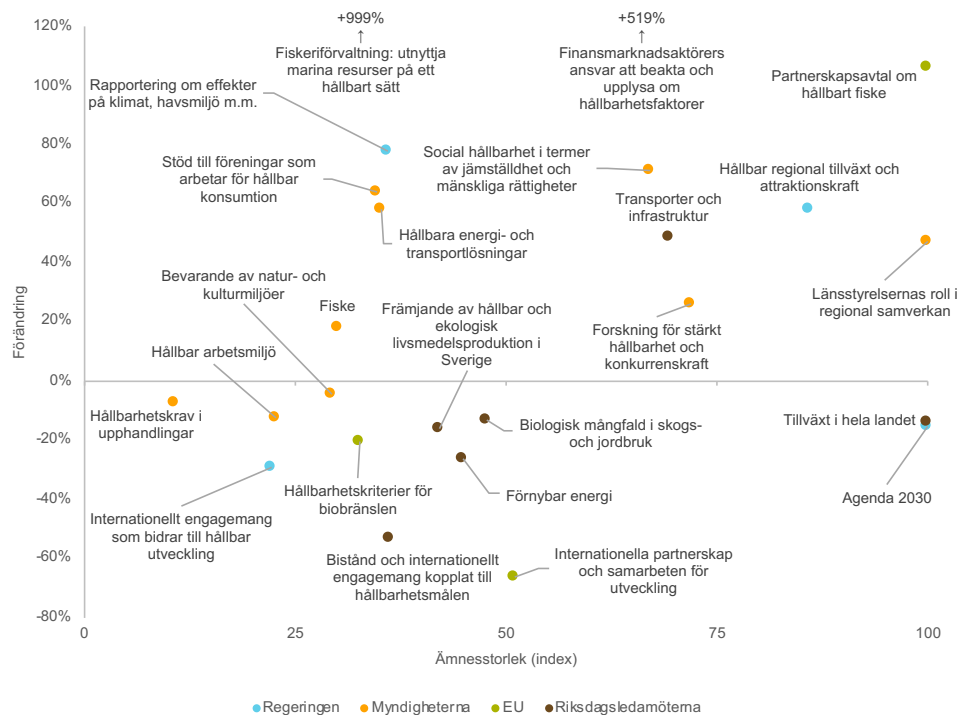 +999%
↑
Fiskeriförvaltning: utnyttja
marina resurser på ett
hållbart sätt
+519%
↑
Finansmarknadsaktörers
ansvar att beakta och
upplysa om
hållbarhetsfaktorer
Partnerskapsavtal om
hållbart fiske
Rapportering om effekter
på klimat, havsmiljö m.m.
Stöd till föreningar som
arbetar för hållbar
konsumtion
Social hållbarhet i termer
av jämställdhet och
mänskliga rättigheter
Hållbar regional tillväxt och
attraktionskraft
Transporter och
infrastruktur
Hållbara energi- och
transportlösningar
Bevarande av natur- och
kulturmiljöer
Fiske
Främjande av hållbar och
ekologisk
livsmedelsproduktion i
Sverige
Länsstyrelsernas roll i
regional samverkan
Forskning för stärkt
hållbarhet och
konkurrenskraft
Hållbar arbetsmiljö
Hållbarhetskrav i
upphandlingar
Biologisk mångfald i skogs-
och jordbruk
Tillväxt i hela landet
Agenda 2030
Hållbarhetskriterier för
biobränslen
Förnybar energi
Internationellt engagemang
som bidrar till hållbar
utveckling
Bistånd och internationellt
engagemang kopplat till
hållbarhetsmålen
Internationella partnerskap
och samarbeten för
utveckling
120%
100%
80%
60%
40%
20%
0%
-20%
-40%
-60%
-80%
Förändring
0
25
50
75
100
Ämnesstorlek (index)
Regeringen
Myndigheterna
EU
Riksdagsledamöterna